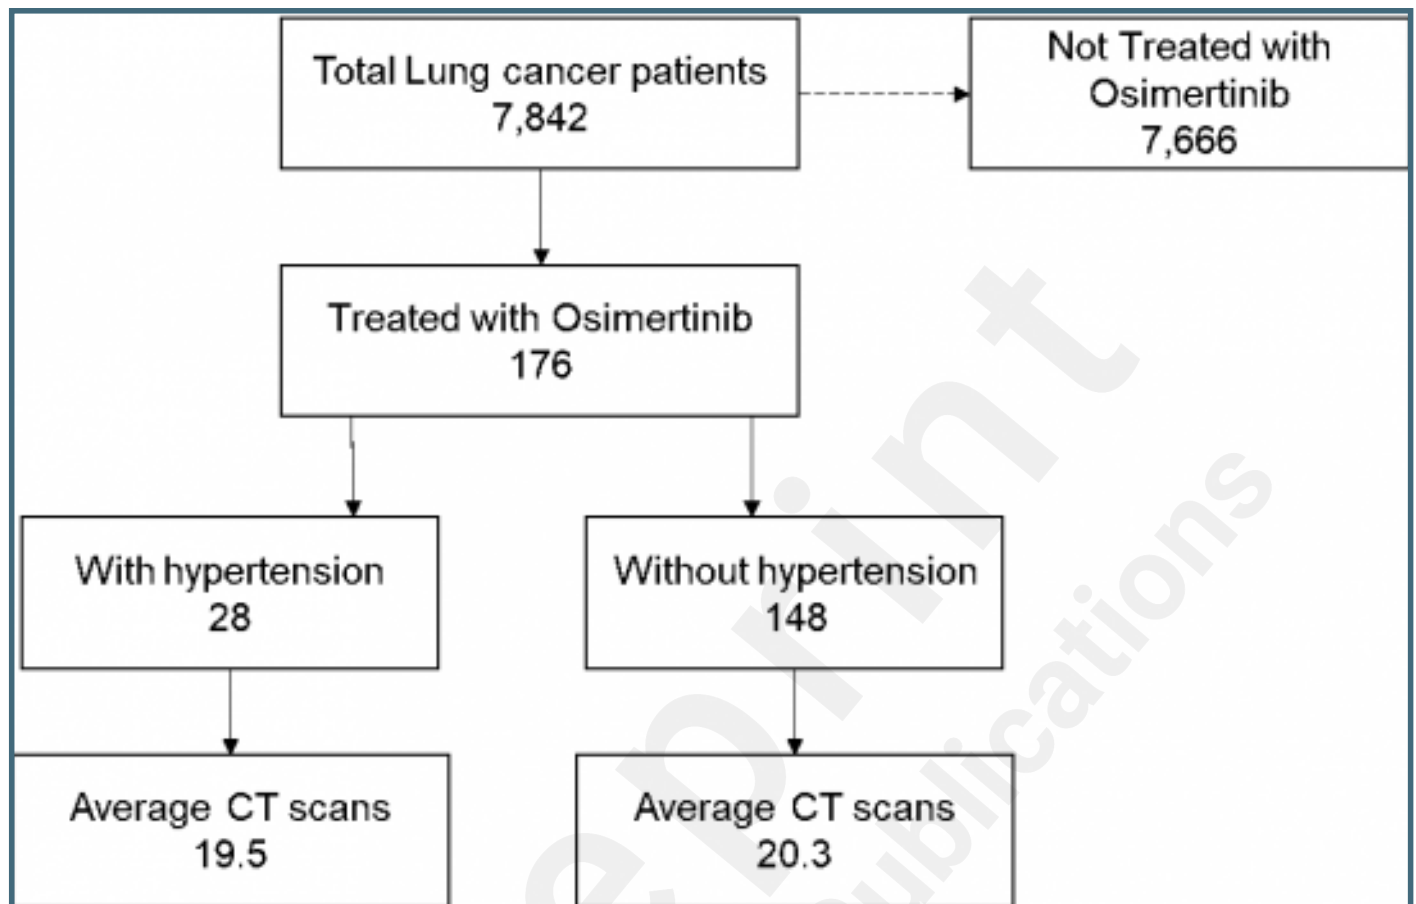 Total Lung cancer patients
7,842
Not Treated with
Osimertinib
7,666
Treated with Osimertinib
176
With hypertension
28
Without hypertension
148
Average CT scans
19.5
Average CT scans
20.3